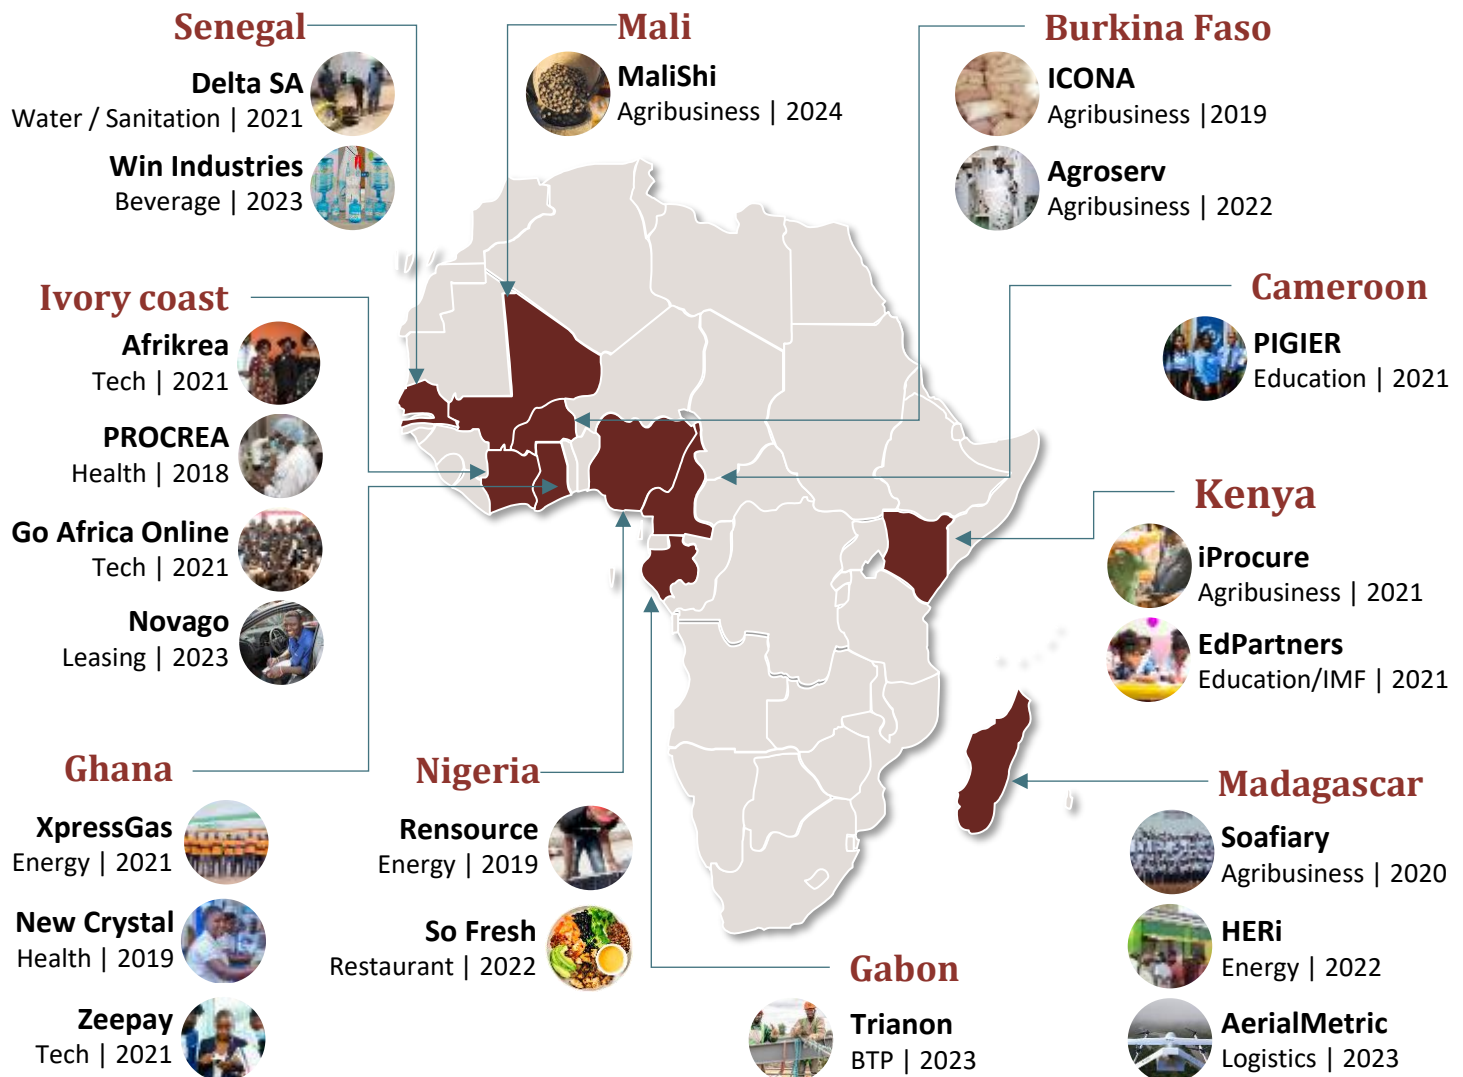 Senegal
Delta SA
Water / Sanitation | 2021
Win Industries
Beverage | 2023
Mali
MaliShi
Agribusiness | 2024
Burkina Faso
ICONA
Agribusiness |2019
Agroserv
Agribusiness | 2022
Ivory coast
Afrikrea
Tech | 2021
PROCREA
Health | 2018
Go Africa Online
Tech | 2021
Novago
Leasing | 2023
Cameroon
PIGIER
Education | 2021
Kenya
iProcure
Agribusiness | 2021
EdPartners
Education/IMF | 2021
Ghana
XpressGas
Energy | 2021
New Crystal
Health | 2019
Zeepay
Tech | 2021
Nigeria
Rensource
Energy | 2019
So Fresh
Restaurant | 2022
Gabon
Trianon
BTP | 2023
Madagascar
Soafiary
Agribusiness | 2020
HERi
Energy | 2022
AerialMetric
Logistics | 2023